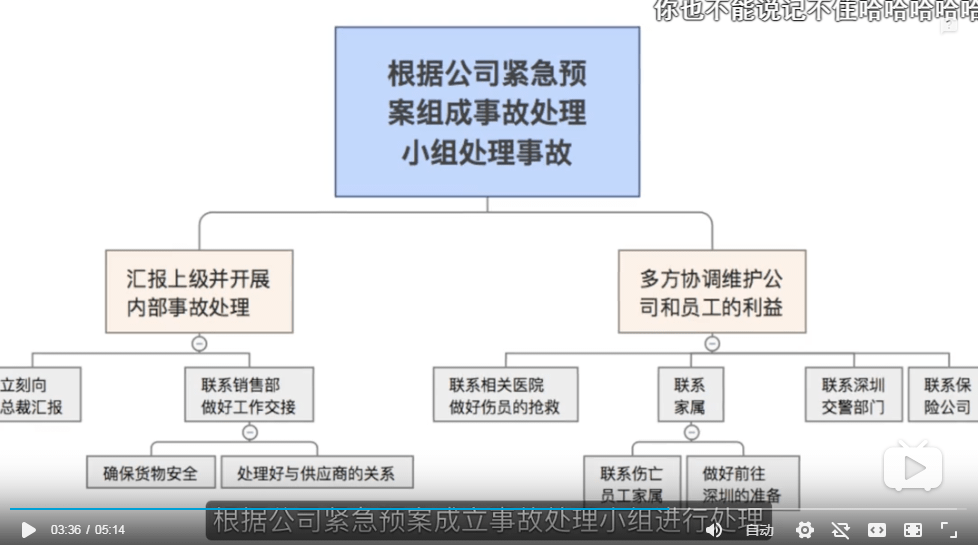 你也不能说记不住哈哈哈哈哈
根据公司紧急预
案组成事故处理
小组处理事故
汇报上级并开展
内部事故处理
多方协调维护公
司和员工的利益
立刻向
总裁汇报
联系销售部
做好工作交接
联系相关医院
做好伤员的抢救
联系
家属
联系深圳
交警部门
联系保
险公司
确保货物安全
处理好与供应商的关系
联系伤亡
员工家属
做好前往
深圳的准备
根据公司紧急预案成立事故处理小组进行处理
03:36 / 05:14
自动